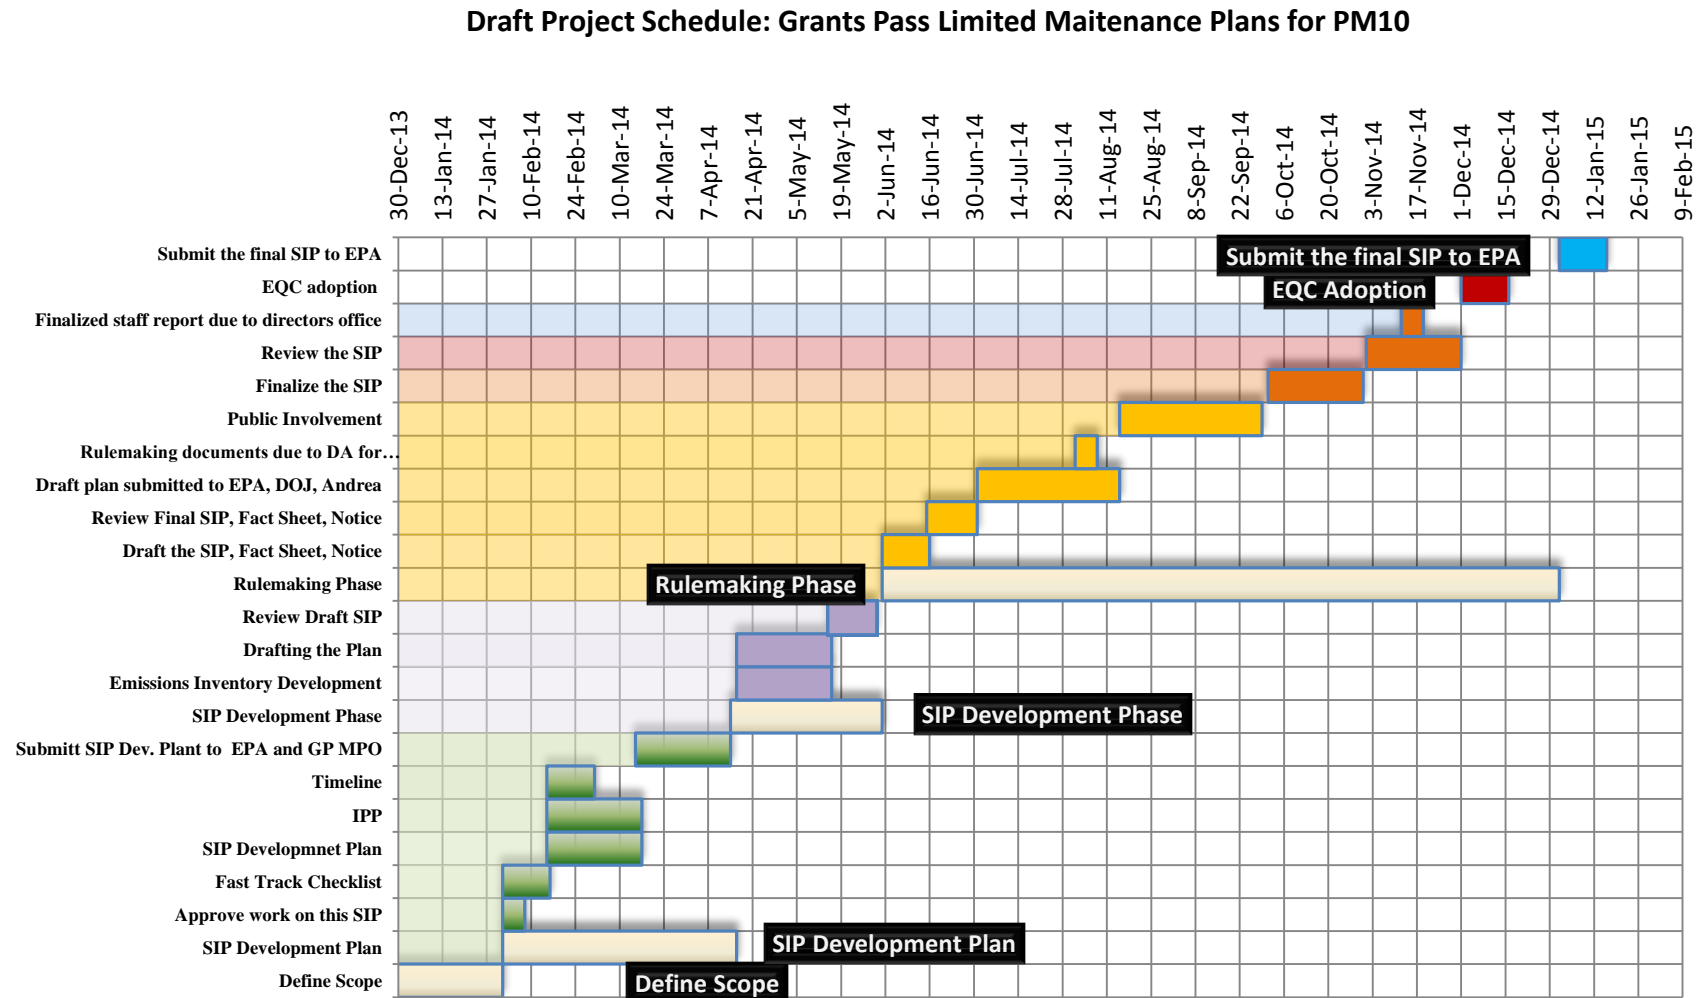 Draft Project Schedule: Grants Pass Limited Maitenance Plans for PM10
30-Dec-13
13-Jan-14
27-Jan-14
10-Feb-14
24-Feb-14
10-Mar-14
24-Mar-14
7-Apr-14
21-Apr-14
5-May-14
19-May-14
2-Jun-14
16-Jun-14
30-Jun-14
14-Jul-14
28-Jul-14
11-Aug-14
25-Aug-14
8-Sep-14
22-Sep-14
6-Oct-14
20-Oct-14
3-Nov-14
17-Nov-14
1-Dec-14
15-Dec-14
29-Dec-14
12-Jan-15
26-Jan-15
9-Feb-15
Submit the final SIP to EPA
Submit the final SIP to EPA
EQC adoption
EQC Adoption
Finalized staff report due to directors office
Review the SIP
Finalize the SIP
Public Involvement
Rulemaking documents due to DA for…
Draft plan submitted to EPA, DOJ, Andrea
Review Final SIP, Fact Sheet, Notice
Draft the SIP, Fact Sheet, Notice
Rulemaking Phase
Rulemaking Phase
Review Draft SIP
Drafting the Plan
Emissions Inventory Development
SIP Development Phase
SIP Development Phase
Submitt SIP Dev. Plant to  EPA and GP MPO
Timeline
IPP
SIP Developmnet Plan
Fast Track Checklist
Approve work on this SIP
SIP Development Plan
SIP Development Plan
Define Scope
Define Scope